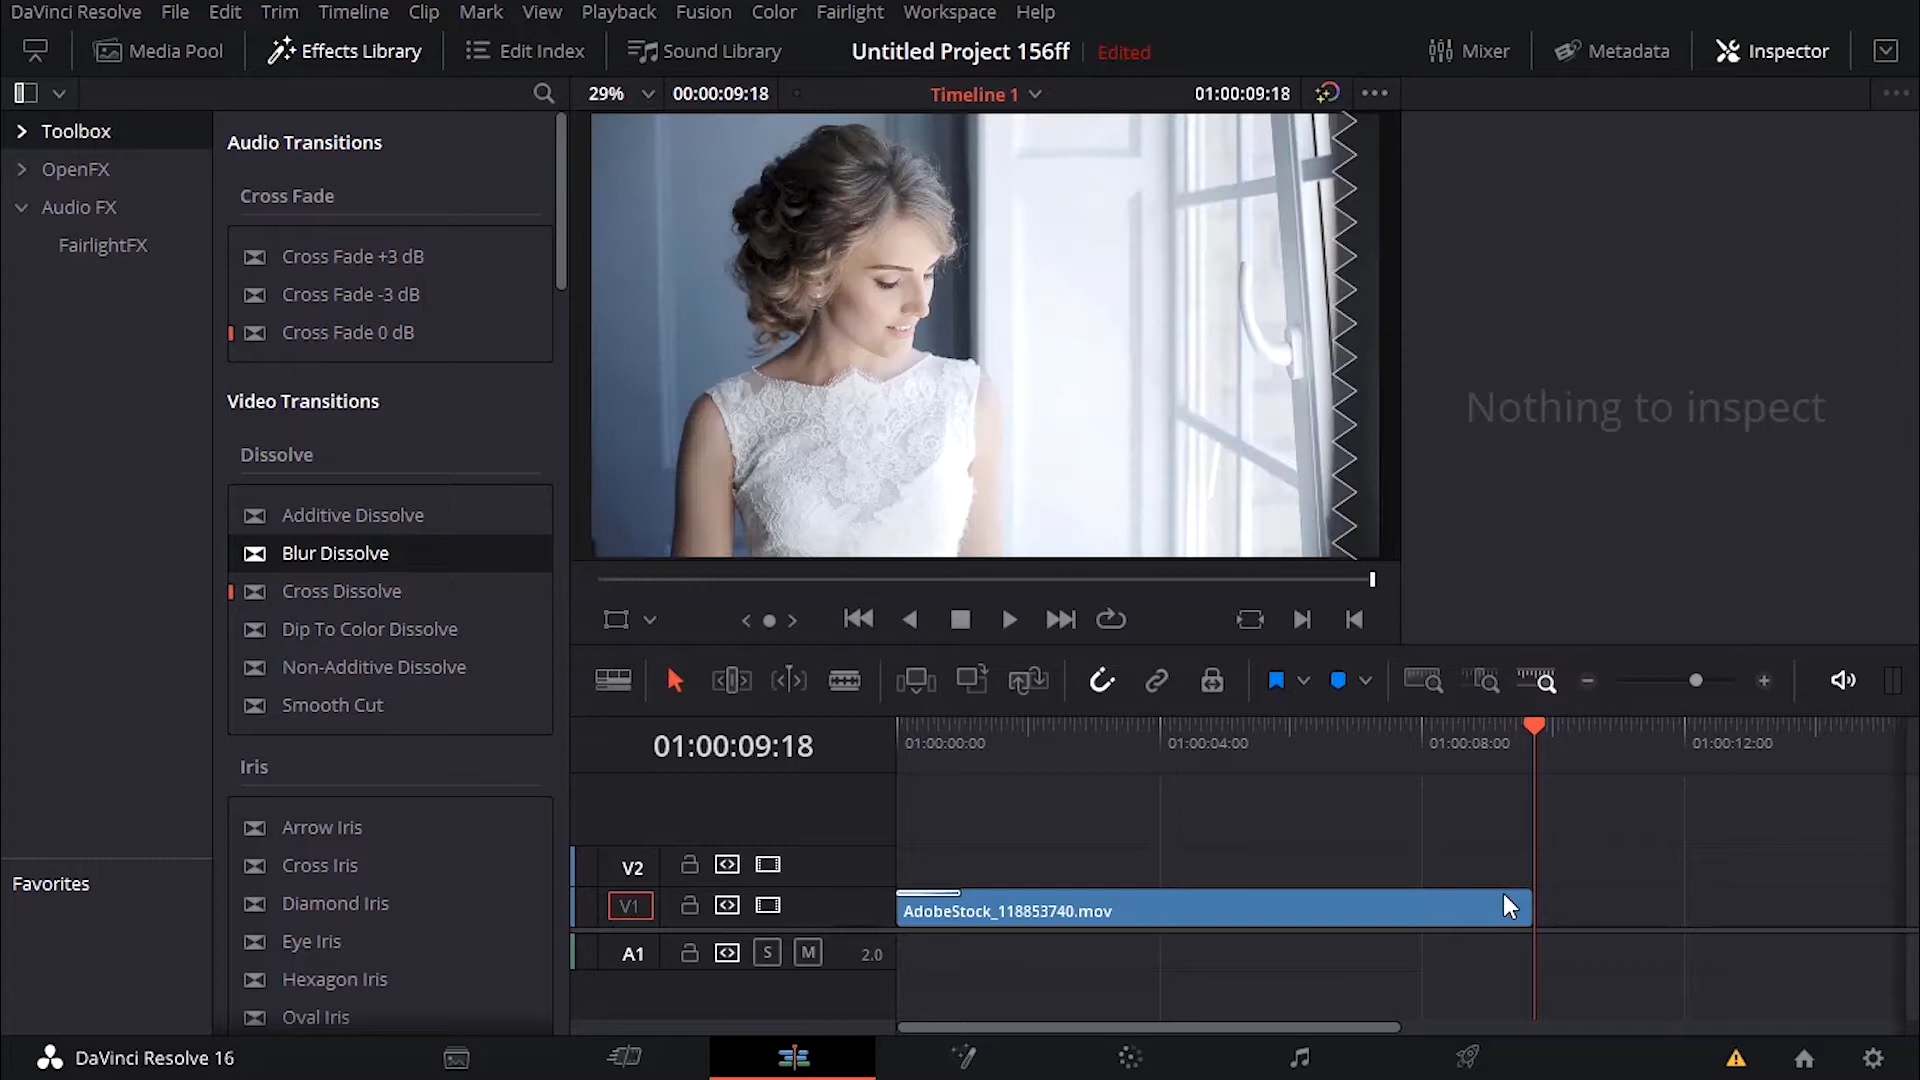 DaVinci Resolve File Edit Trim Timeline Clip Mark View Playback Fusion Color Fairlight Workspace Help
Media Pool Effects Library Edit Index Sound Library Untitled Project 156ff Edited Mixer Metadata Inspector
29% 00:00:09:18 Timeline 1 01:00:09:18
Toolbox
OpenFX
Audio FX
FairlightFX
Favorites
Audio Transitions
Cross Fade
Cross Fade +3 dB
Cross Fade -3 dB
Cross Fade 0 dB
Video Transitions
Dissolve
Additive Dissolve
Blur Dissolve
Cross Dissolve
Dip To Color Dissolve
Non-Additive Dissolve
Smooth Cut
Iris
Arrow Iris
Cross Iris
Diamond Iris
Eye Iris
Hexagon Iris
Oval Iris
Nothing to inspect
01:00:09:18 01:00:00:00 01:00:04:00 01:00:08:00 01:00:12:00
V2
V1 AdobeStock_118853740.mov
A1 S M 2.0
DaVinci Resolve 16